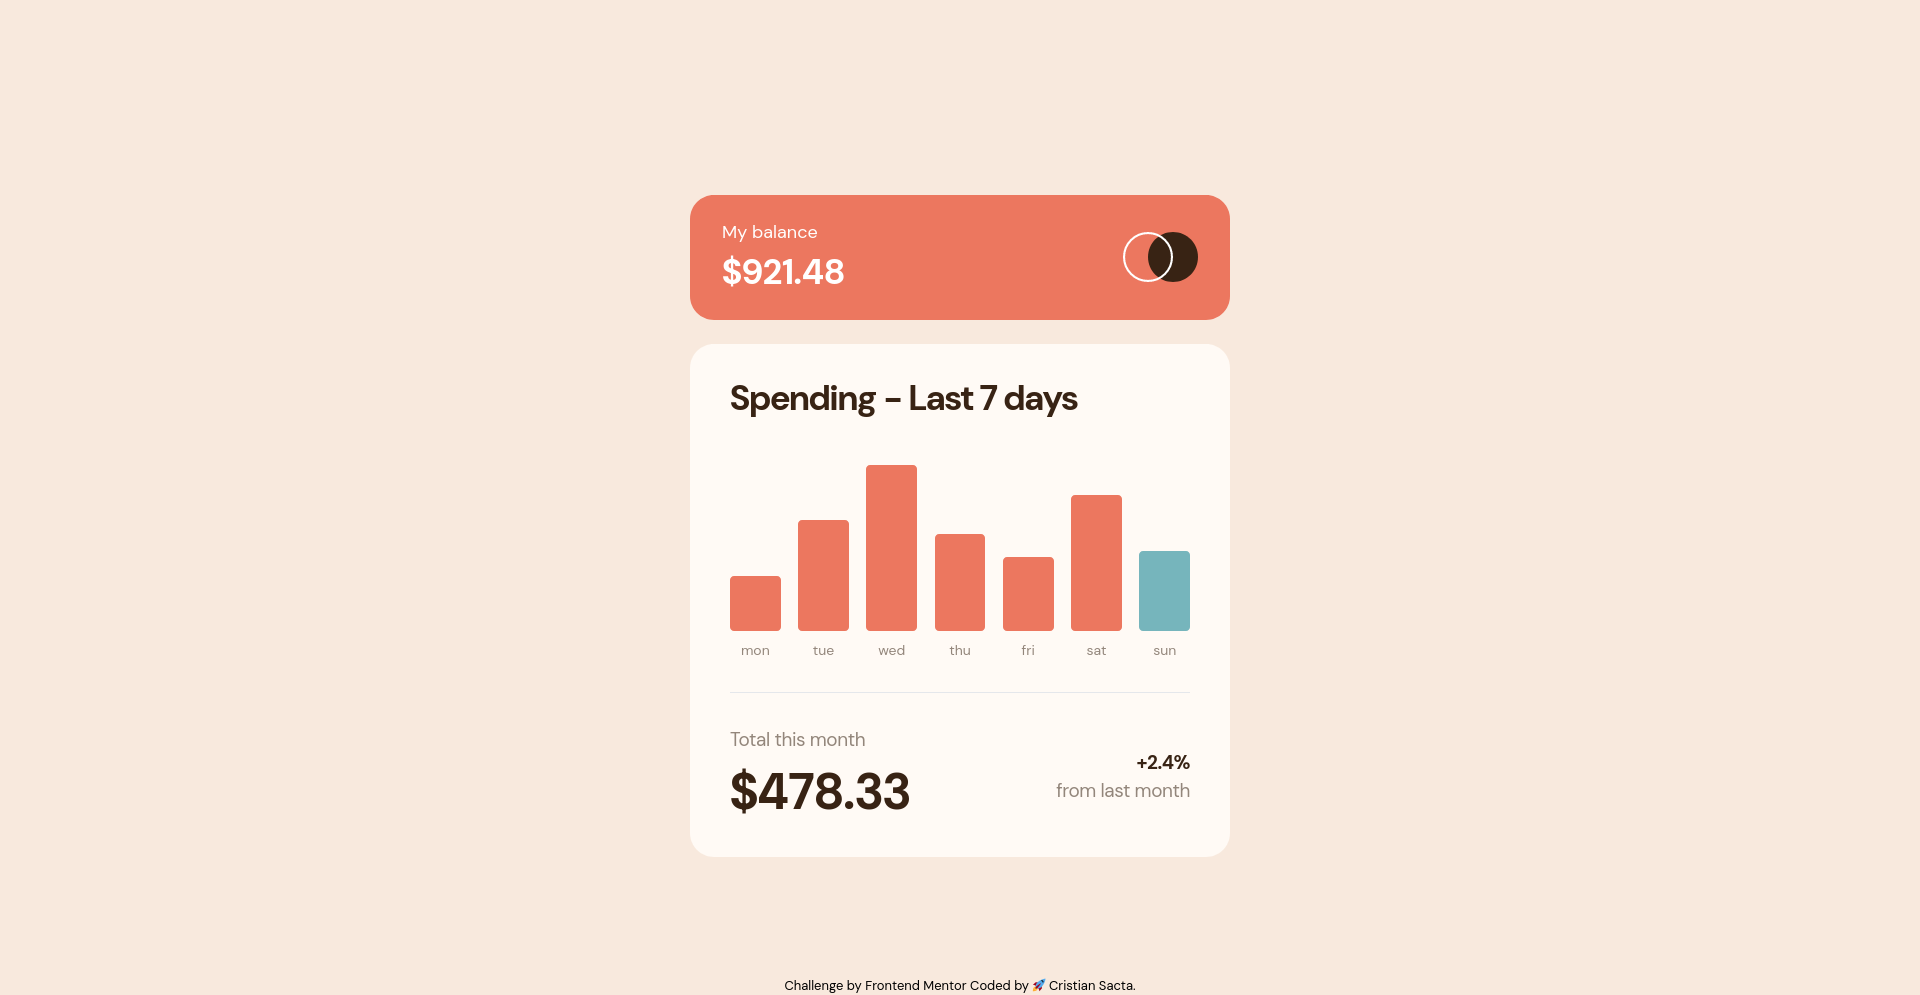 My balance
$921.48
Spending - Last 7 days
mon tue wed thu fri sat sun
Total this month
$478.33
+2.4%
from last month
Challenge by Frontend Mentor Coded by 🚀 Cristian Sacta.